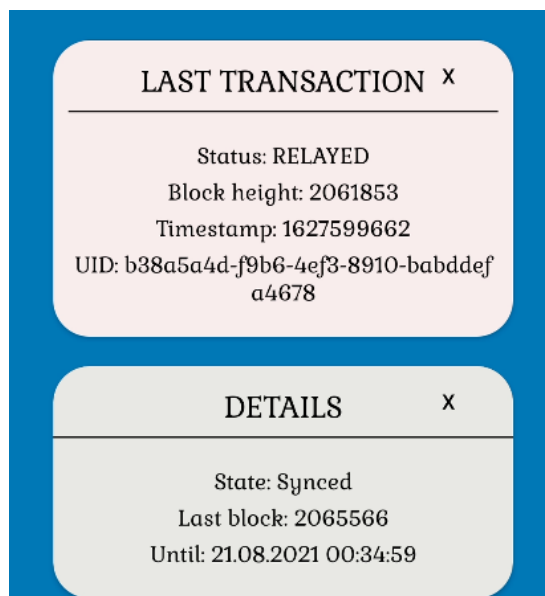 LAST TRANSACTION X
Status: RELAYED
Block height: 2061853
Timestamp: 1627599662
UID: b38a5a4d-f9b6-4ef3-8910-babddef
a4678
DETAILS X
State: Synced
Last block: 2065566
Until: 21.08.2021 00:34:59